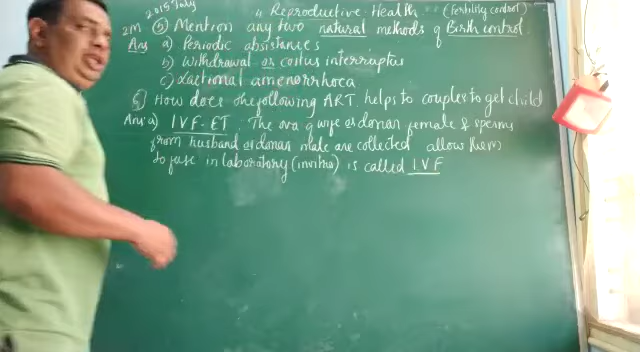 2015 July
4 Reproductive Health (Fertility control)
2M ⑤ Mention any two natural methods of Birth control.
Ans a) Periodic absistances
b) Withdrawal or coitus interruptus
c) Lactional amenorrhoea
⑥ How does the following ART helps to couples to get child
Ans: a) IVF-ET: The ova of wife or donar female & sperms
from husband or donar male are collected allow them
to fuse in laboratory (invitro) is called IVF